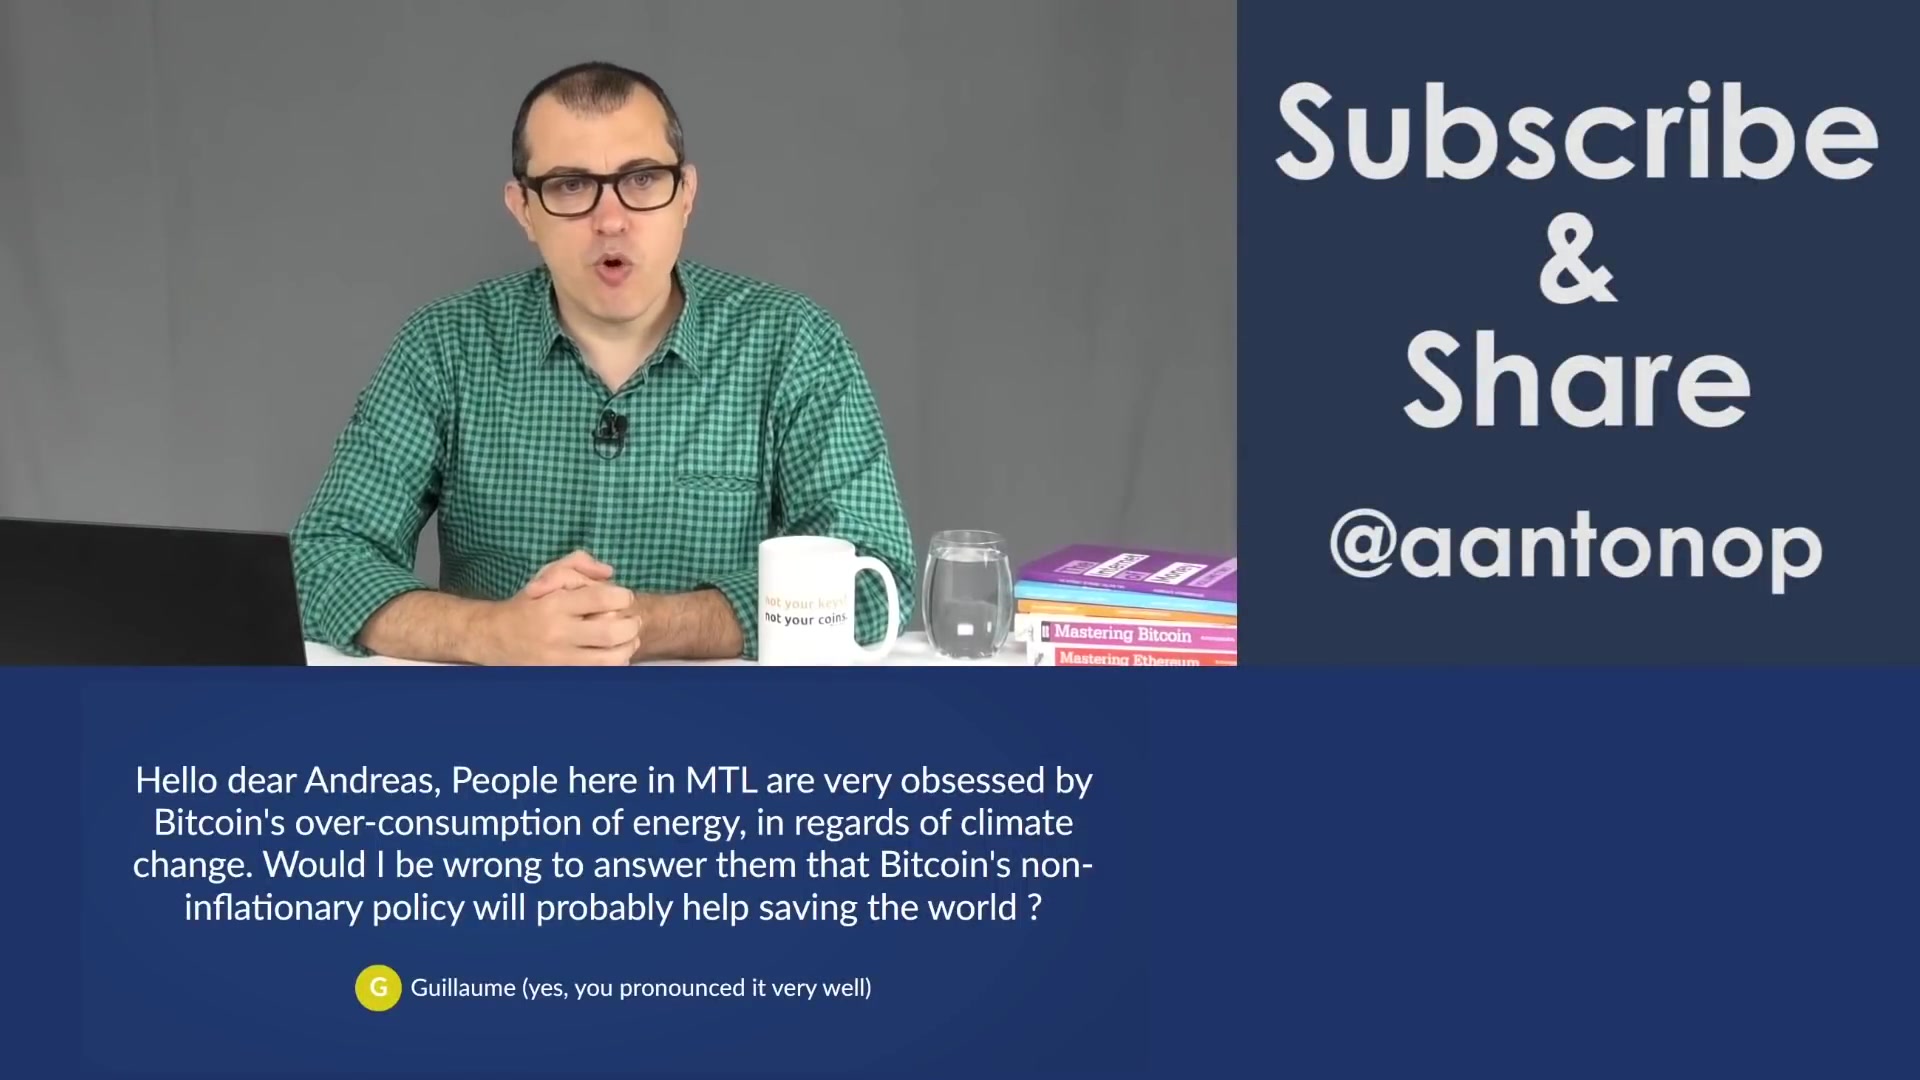 Subscribe
&
Share
@aantonop
not your keys?
not your coins.
The
Internet
of
Money
Mastering Bitcoin
Mastering Ethereum
Hello dear Andreas, People here in MTL are very obsessed by
Bitcoin's over-consumption of energy, in regards of climate
change. Would I be wrong to answer them that Bitcoin's non-
inflationary policy will probably help saving the world ?
G
Guillaume (yes, you pronounced it very well)